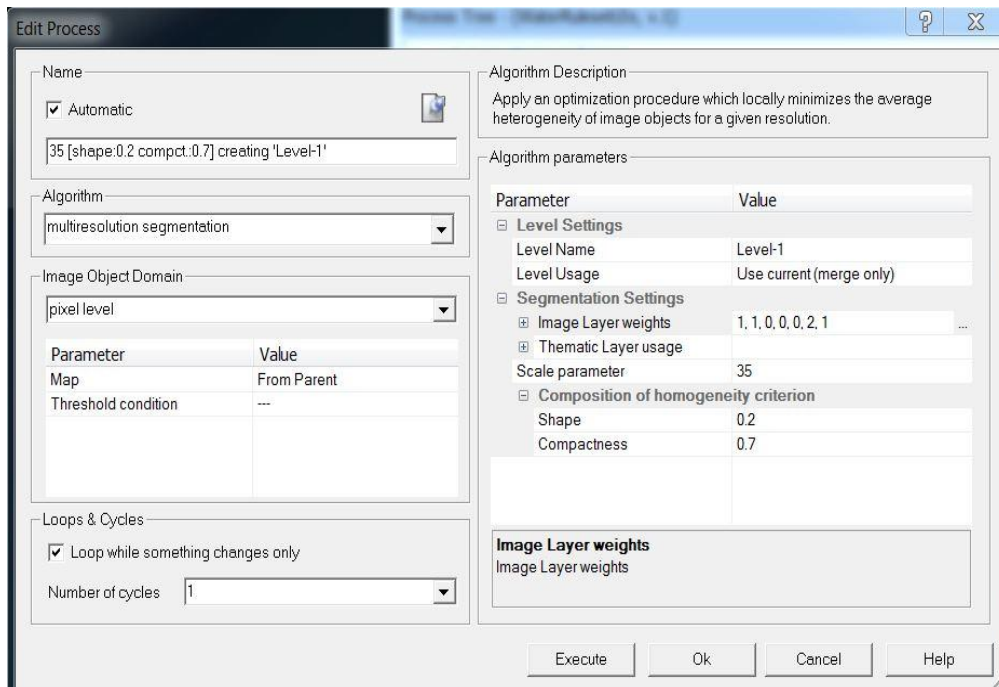 Edit Process
Name
Automatic
35 [shape:0.2 compct.:0.7] creating 'Level-1'
Algorithm
multiresolution segmentation
Image Object Domain
pixel level
Parameter Value
Map From Parent
Threshold condition ---
Loops & Cycles
Loop while something changes only
Number of cycles 1
Algorithm Description
Apply an optimization procedure which locally minimizes the average
heterogeneity of image objects for a given resolution.
Algorithm parameters
Parameter Value
Level Settings
Level Name Level-1
Level Usage Use current (merge only)
Segmentation Settings
Image Layer weights 1, 1, 0, 0, 0, 2, 1 ...
Thematic Layer usage
Scale parameter 35
Composition of homogeneity criterion
Shape 0.2
Compactness 0.7
Image Layer weights
Image Layer weights
Execute Ok Cancel Help